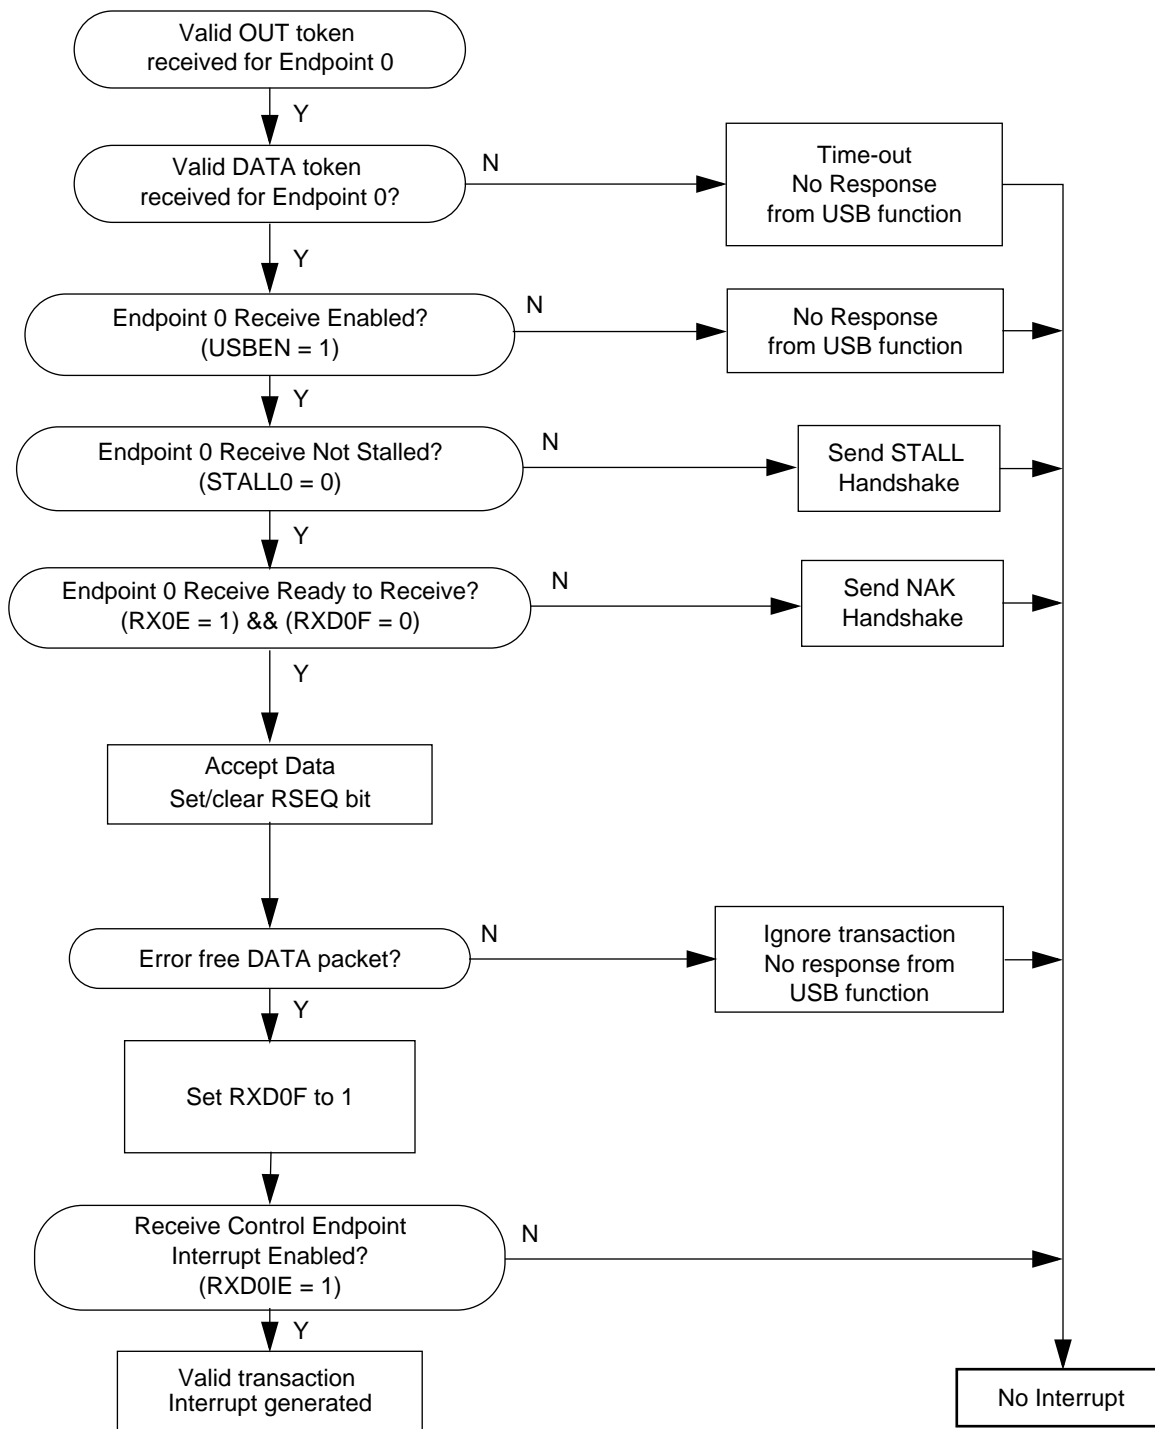 Valid OUT token
received for Endpoint 0
Y
Valid DATA token
received for Endpoint 0?
N
Time-out
No Response
from USB function
Y
Endpoint 0 Receive Enabled?
(USBEN = 1)
N
No Response
from USB function
Y
Endpoint 0 Receive Not Stalled?
(STALL0 = 0)
N
Send STALL
Handshake
Y
Endpoint 0 Receive Ready to Receive?
(RX0E = 1) && (RXD0F = 0)
N
Send NAK
Handshake
Y
Accept Data
Set/clear RSEQ bit
Error free DATA packet?
N
Ignore transaction
No response from
USB function
Y
Set RXD0F to 1
Receive Control Endpoint
Interrupt Enabled?
(RXD0IE = 1)
N
Y
Valid transaction
Interrupt generated
No Interrupt